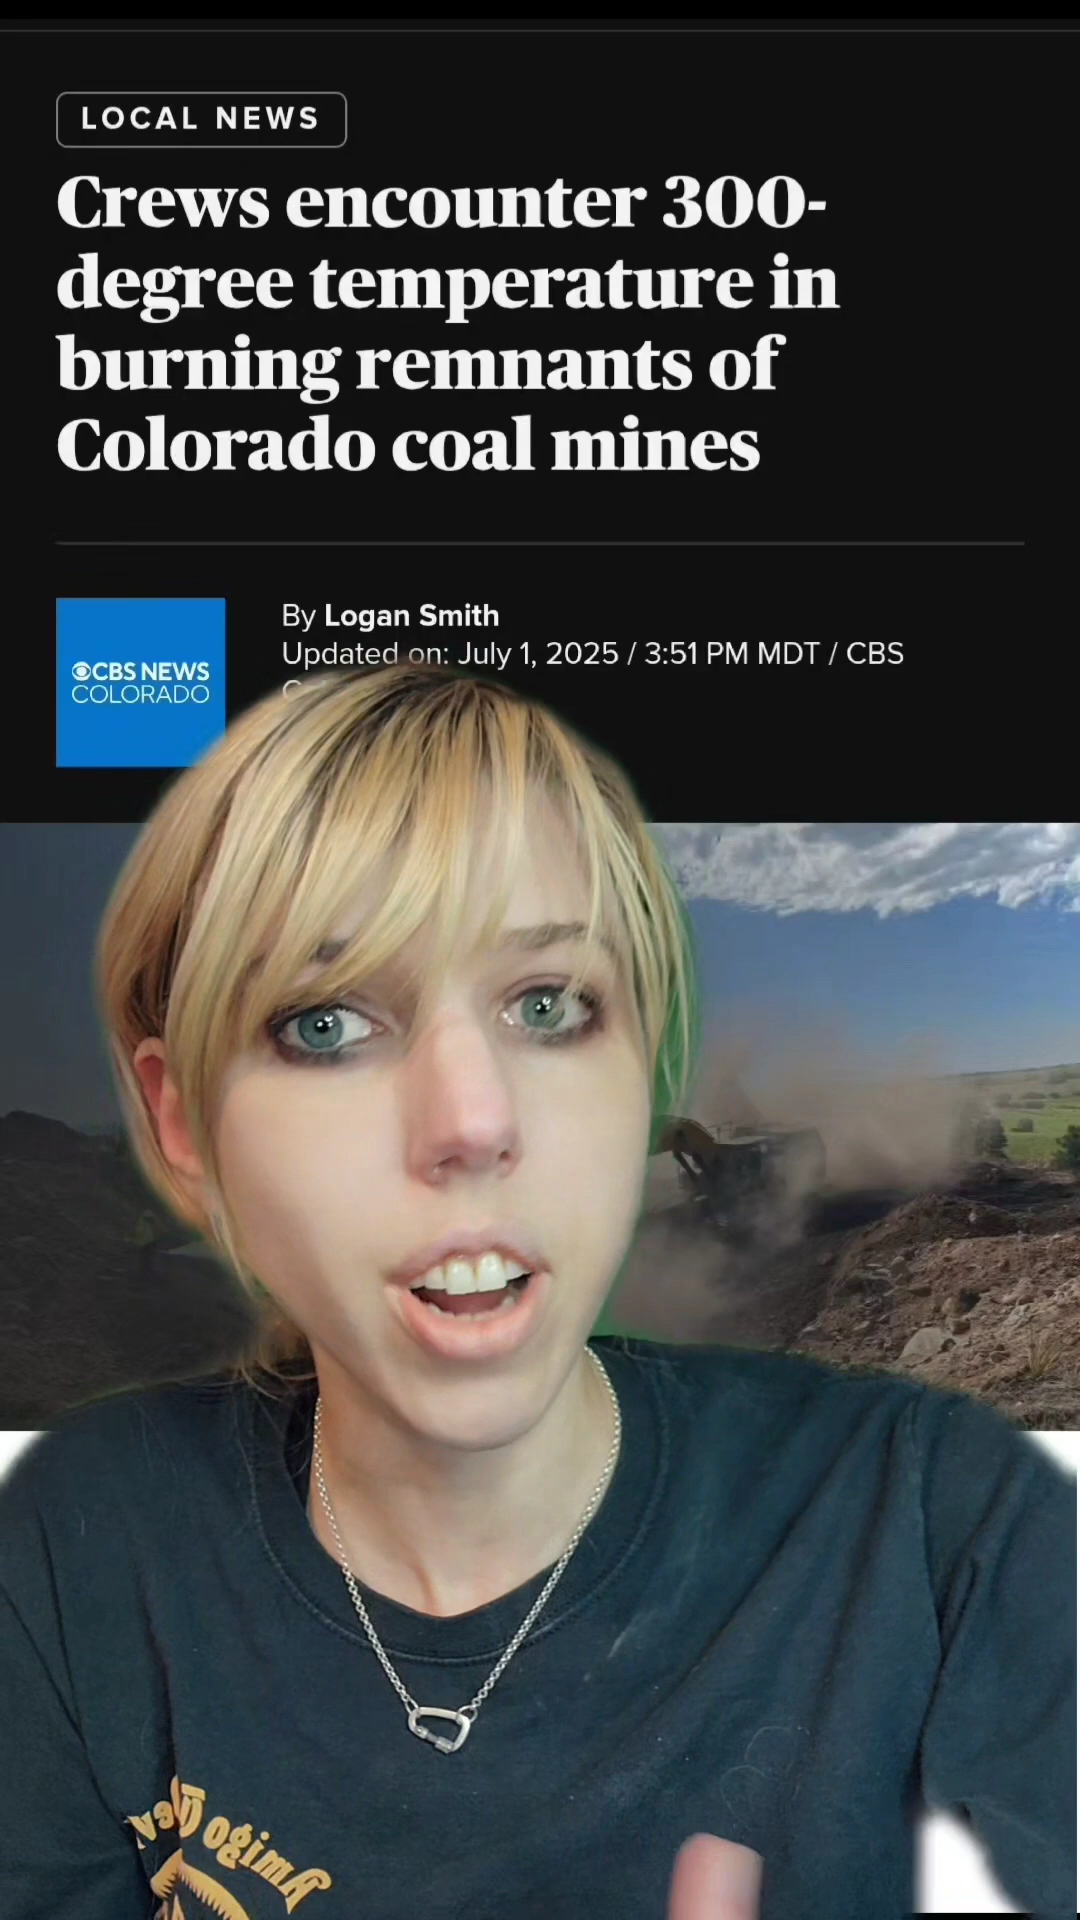 LOCAL NEWS
Crews encounter 300-
degree temperature in
burning remnants of
Colorado coal mines
CBS NEWS
COLORADO
By Logan Smith
Updated on: July 1, 2025 / 3:51 PM MDT / CBS
Amigo